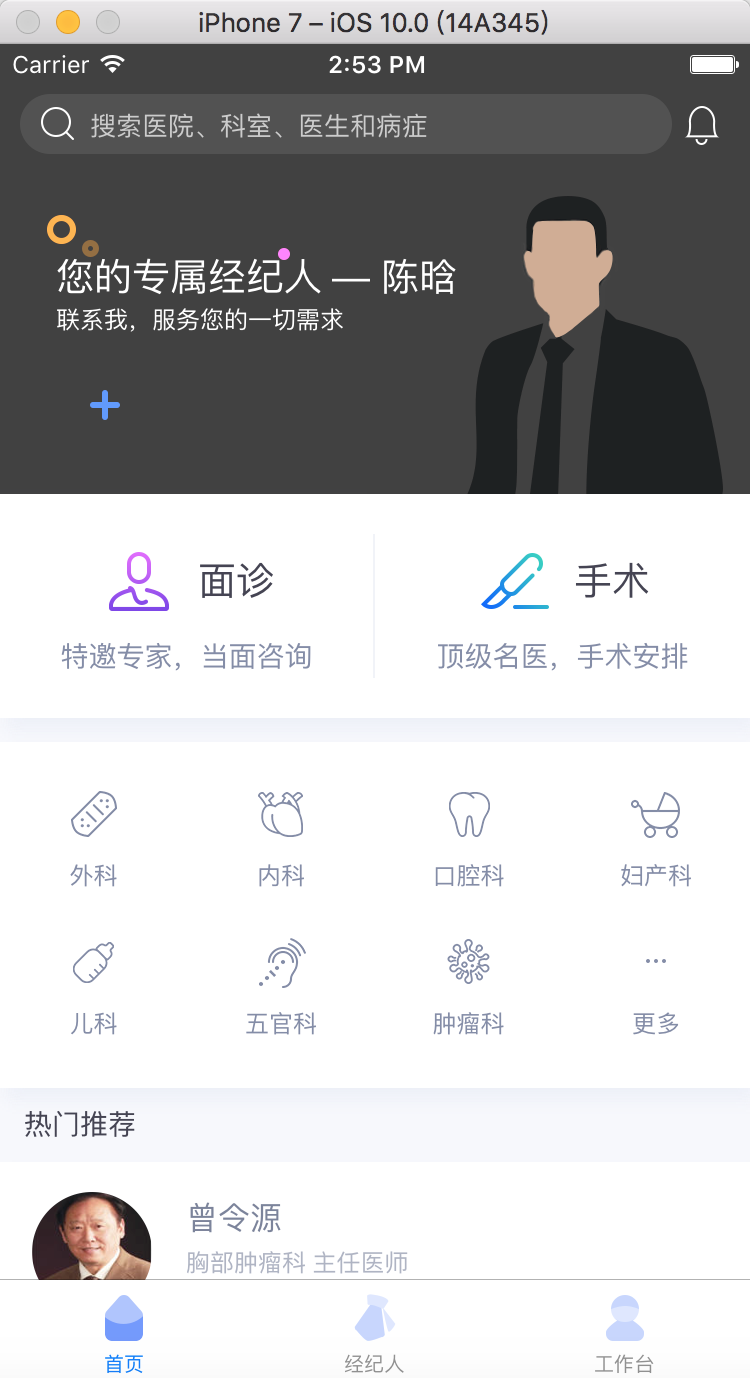 iPhone 7 – iOS 10.0 (14A345)
Carrier 2:53 PM
搜索医院、科室、医生和病症
您的专属经纪人 — 陈晗
联系我，服务您的一切需求
面诊
手术
特邀专家，当面咨询
顶级名医，手术安排
外科
内科
口腔科
妇产科
儿科
五官科
肿瘤科
更多
热门推荐
曾令源
胸部肿瘤科 主任医师
首页
经纪人
工作台